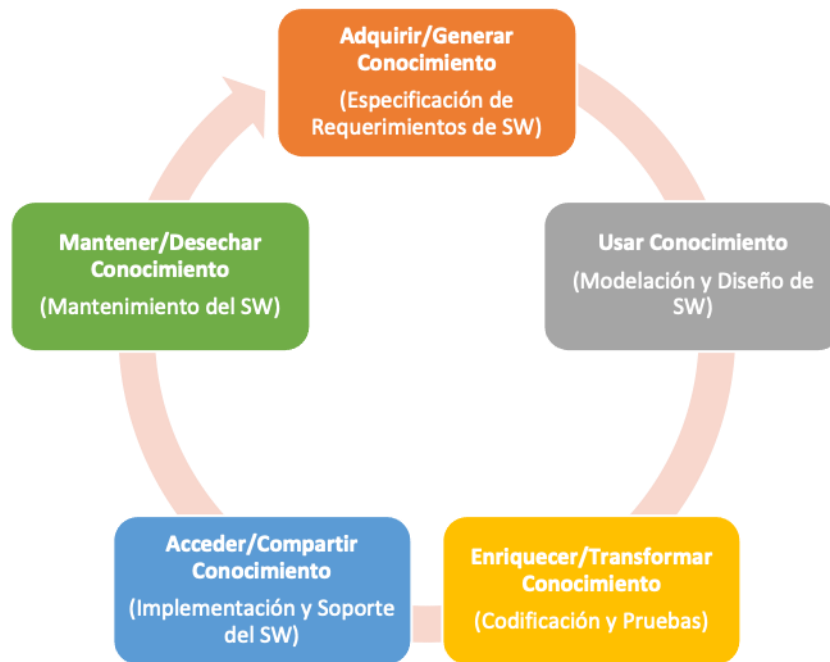 Adquirir/Generar
Conocimiento
(Especificación de
Requerimientos de SW)
Usar Conocimiento
(Modelación y Diseño de
SW)
Enriquecer/Transformar
Conocimiento
(Codificación y Pruebas)
Acceder/Compartir
Conocimiento
(Implementación y Soporte
del SW)
Mantener/Desechar
Conocimiento
(Mantenimiento del SW)